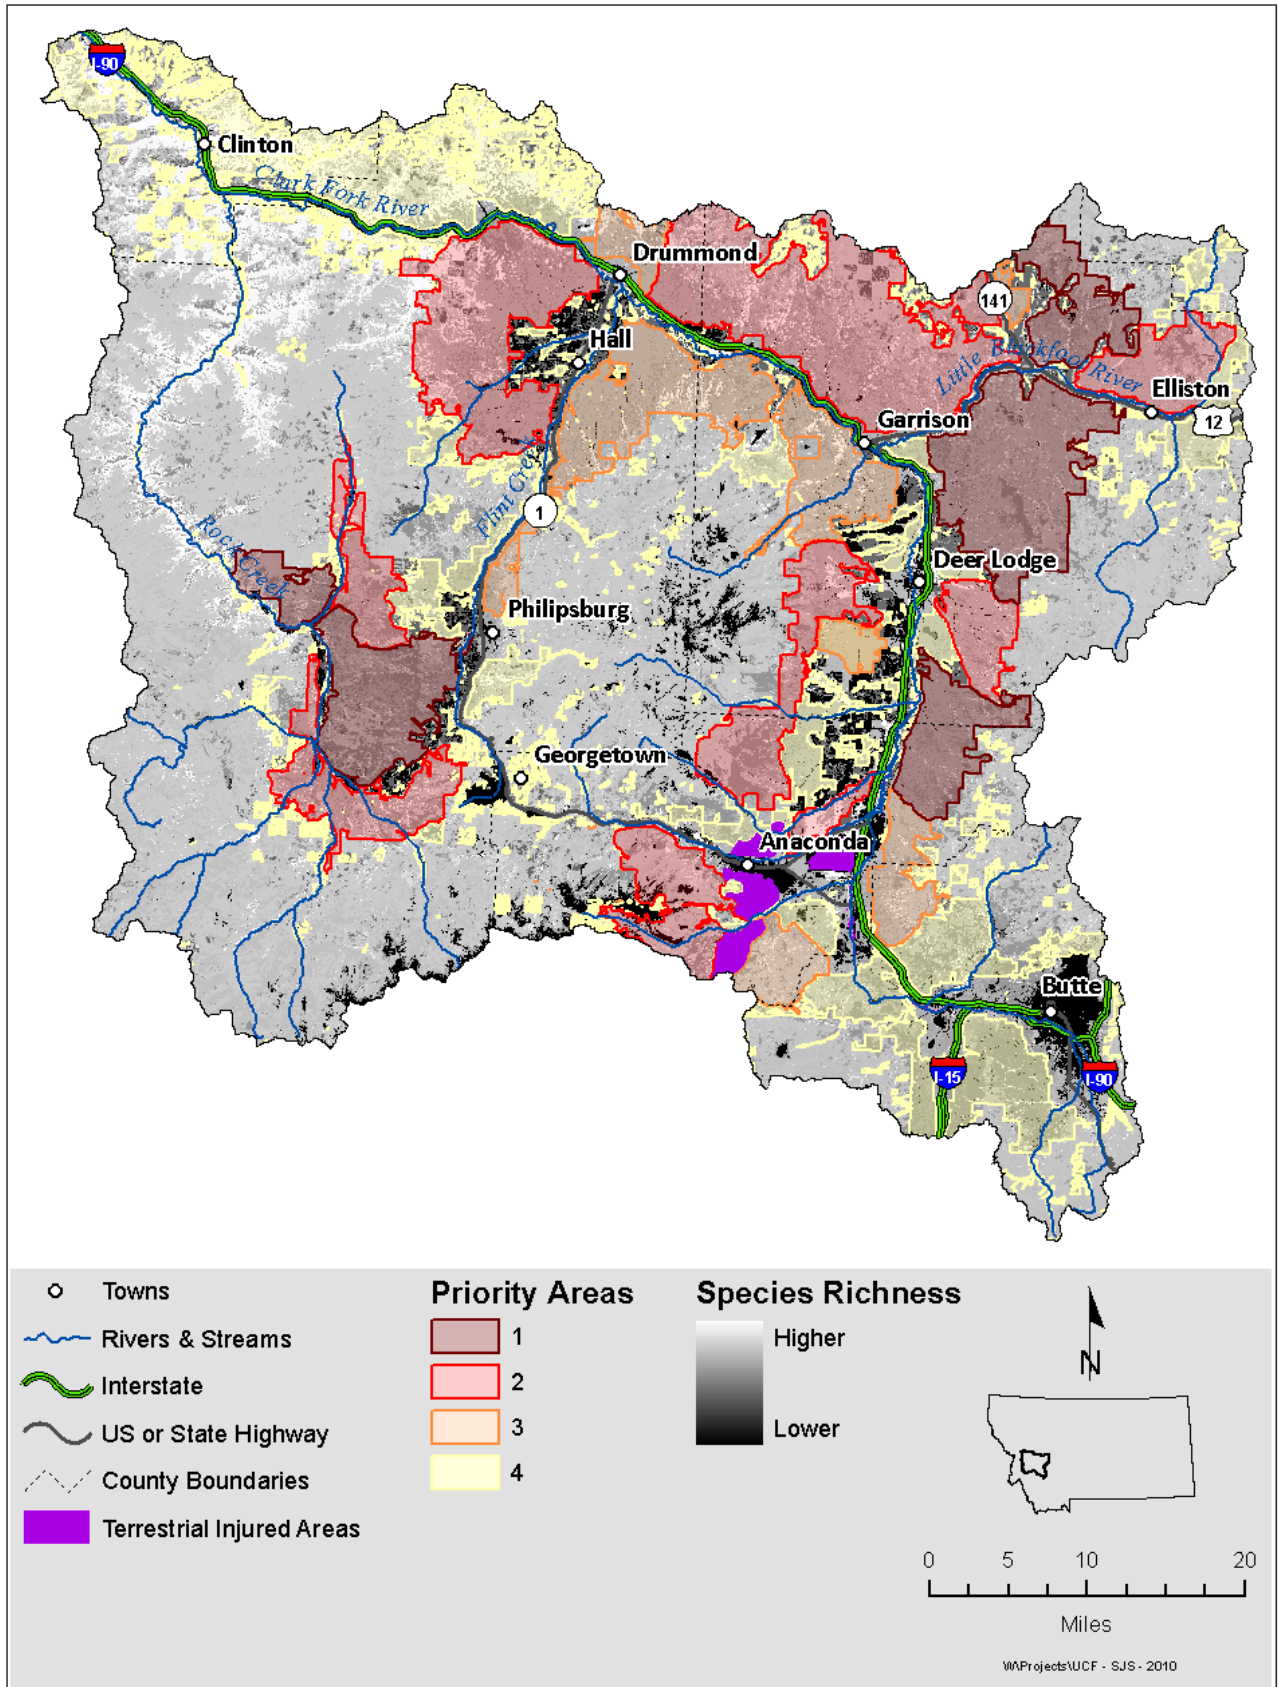 I-90
Clinton
Clark Fork River
Drummond
141
Hall
Little Blackfoot River
Elliston
12
Garrison
Flint Creek
1
Rock Creek
Deer Lodge
Philipsburg
Georgetown
Anaconda
Butte
I-15
I-90
Towns
Rivers & Streams
Interstate
US or State Highway
County Boundaries
Terrestrial Injured Areas
Priority Areas
1
2
3
4
Species Richness
Higher
Lower
N
0 5 10 20
Miles
W\Projects\UCF - SJS - 2010